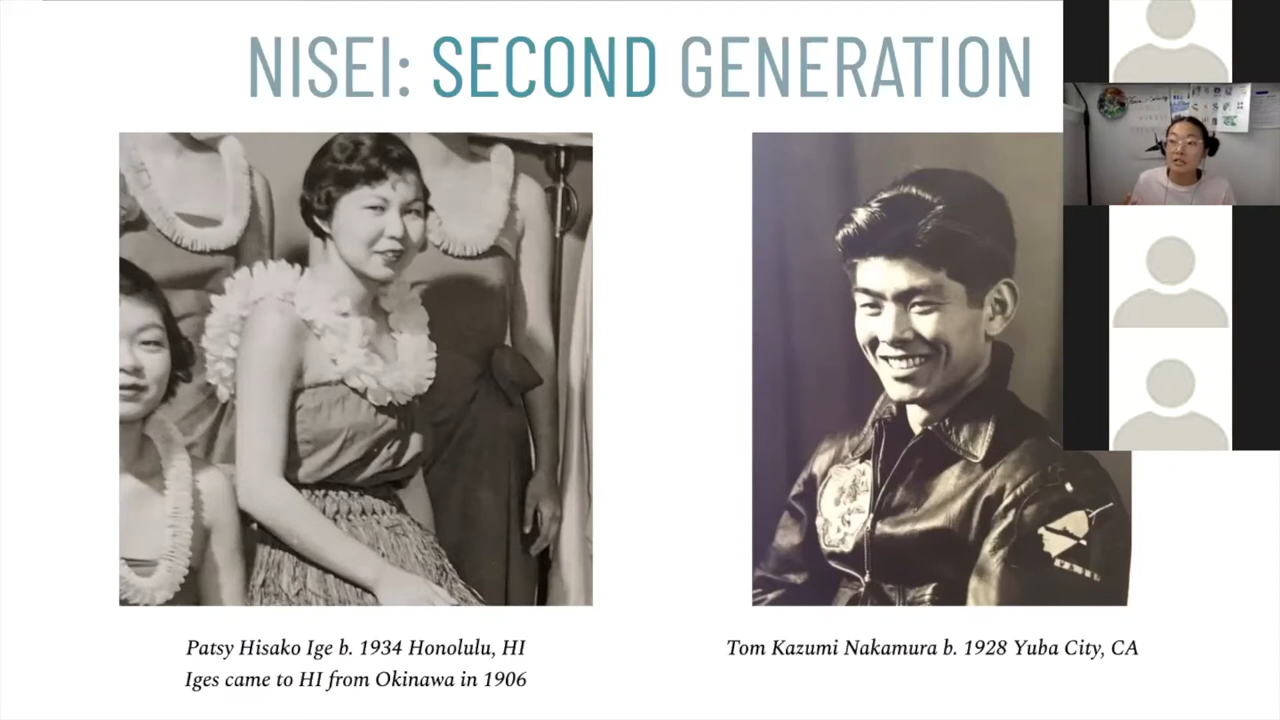 NISEI: SECOND GENERATION
Patsy Hisako Ige b. 1934 Honolulu, HI
Iges came to HI from Okinawa in 1906
Tom Kazumi Nakamura b. 1928 Yuba City, CA